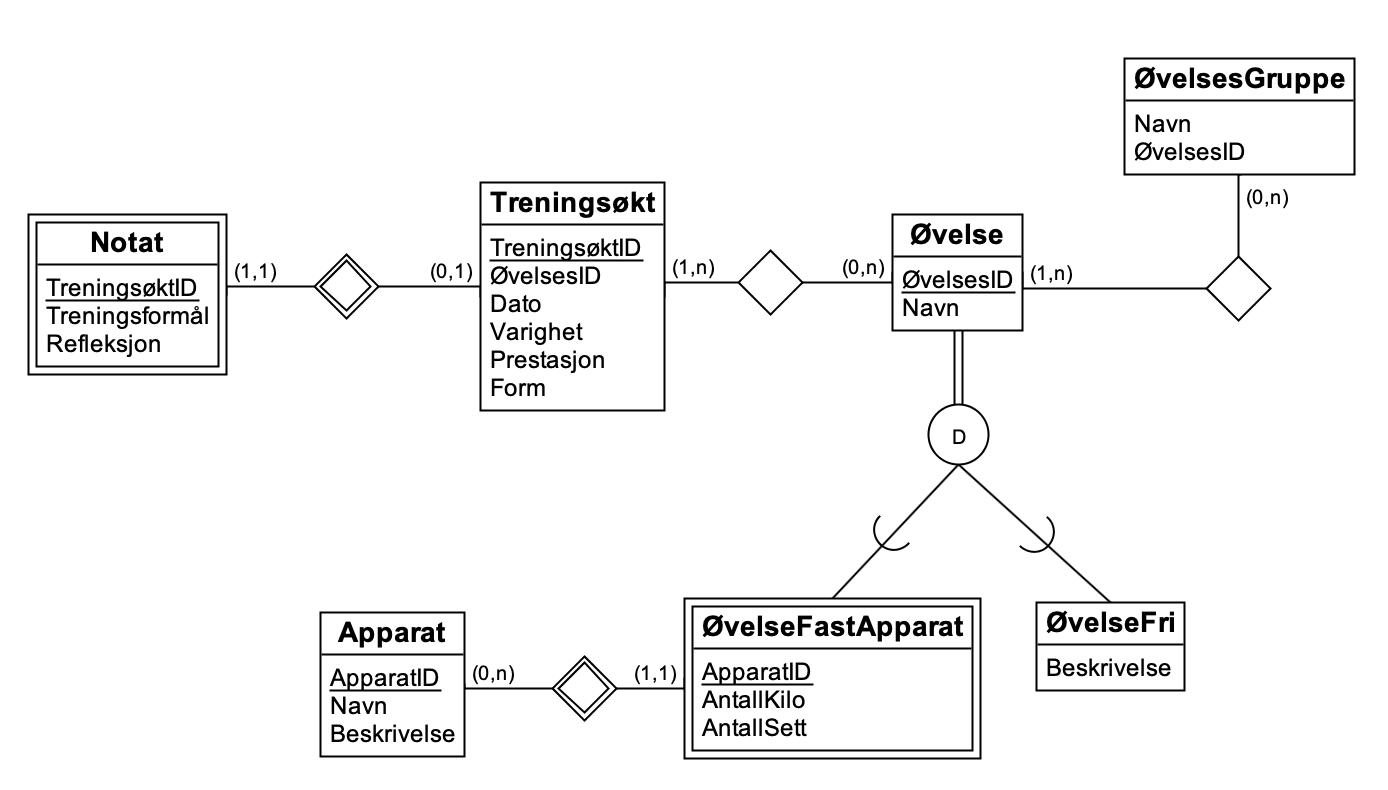 ØvelsesGruppe
Navn
ØvelsesID
(0,n)
Notat
TreningsøktID
Treningsformål
Refleksjon
(1,1)
(0,1)
Treningsøkt
TreningsøktID
ØvelsesID
Dato
Varighet
Prestasjon
Form
(1,n)
(0,n)
Øvelse
ØvelsesID
Navn
(1,n)
D
Apparat
ApparatID
Navn
Beskrivelse
(0,n)
(1,1)
ØvelseFastApparat
ApparatID
AntallKilo
AntallSett
ØvelseFri
Beskrivelse